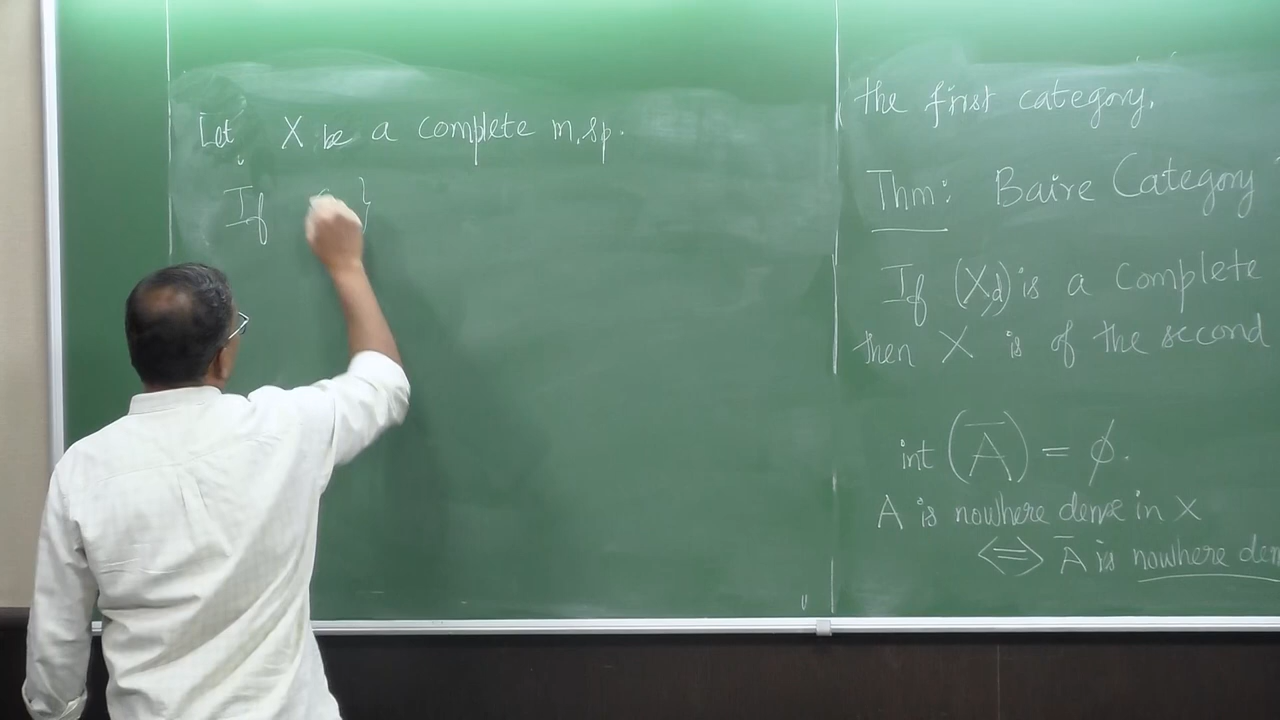 Let X be a complete m.sp.
If { }
the first category.
Thm: Baire Category
If (X,d) is a complete
then X is of the second
int (A̅) = ϕ.
A is nowhere dense in X
⟺ A̅ is nowhere den